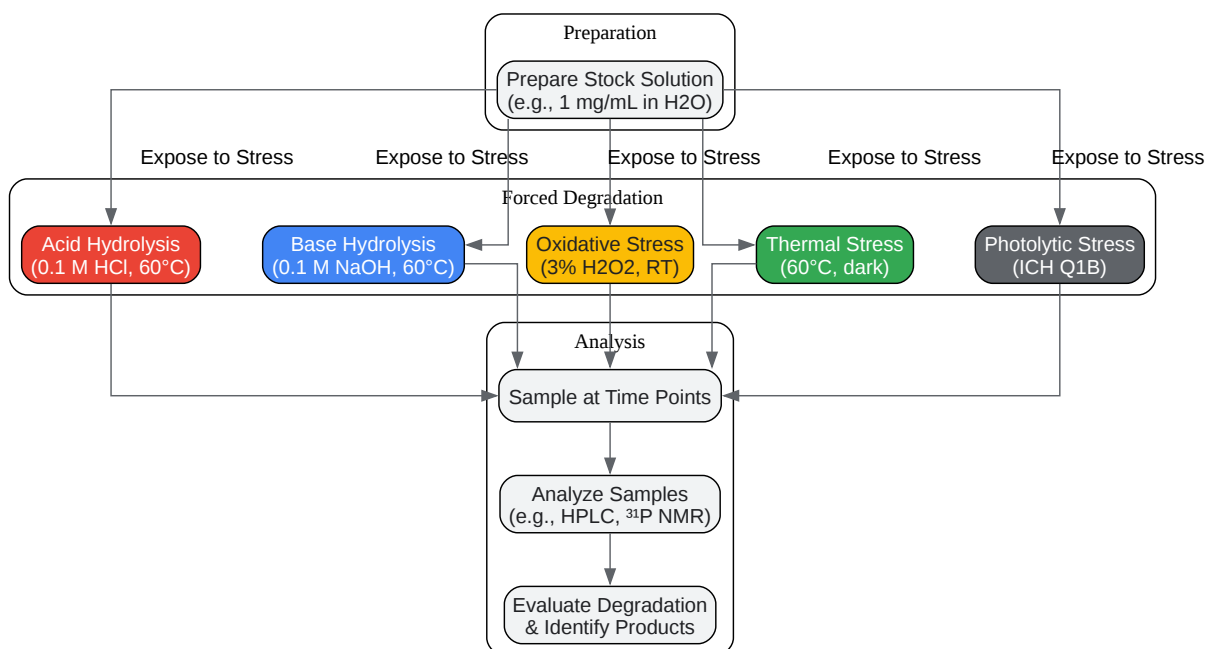 Preparation
Prepare Stock Solution
(e.g., 1 mg/mL in H2O)
Expose to Stress
Expose to Stress
Expose to Stress
Expose to Stress
Expose to Stress
Forced Degradation
Acid Hydrolysis
(0.1 M HCl, 60°C)
Base Hydrolysis
(0.1 M NaOH, 60°C)
Oxidative Stress
(3% H2O2, RT)
Thermal Stress
(60°C, dark)
Photolytic Stress
(ICH Q1B)
Analysis
Sample at Time Points
Analyze Samples
(e.g., HPLC, ³¹P NMR)
Evaluate Degradation
& Identify Products